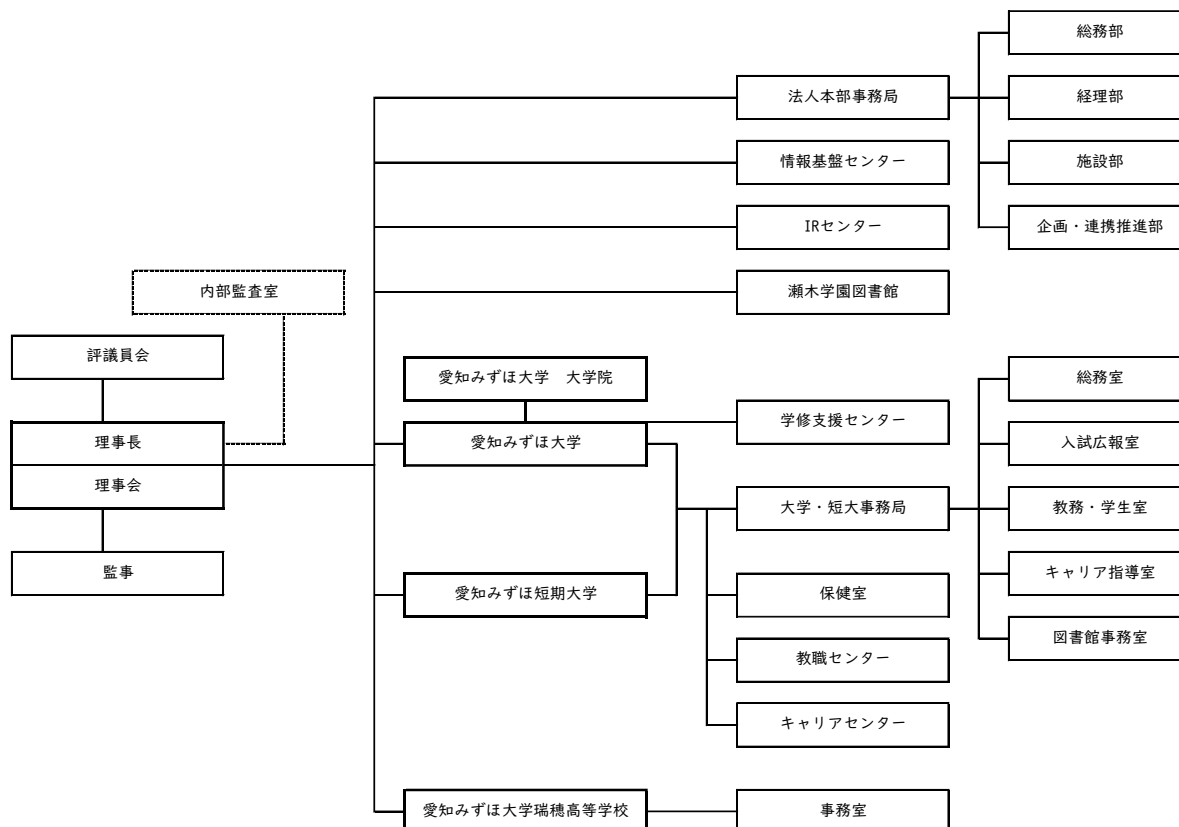 総務部
法人本部事務局
経理部
情報基盤センター
施設部
IRセンター
企画・連携推進部
内部監査室
瀬木学園図書館
評議員会
愛知みずほ大学　大学院
総務室
学修支援センター
理事長
愛知みずほ大学
入試広報室
理事会
大学・短大事務局
教務・学生室
監事
愛知みずほ短期大学
保健室
キャリア指導室
教職センター
図書館事務室
キャリアセンター
愛知みずほ大学瑞穂高等学校
事務室